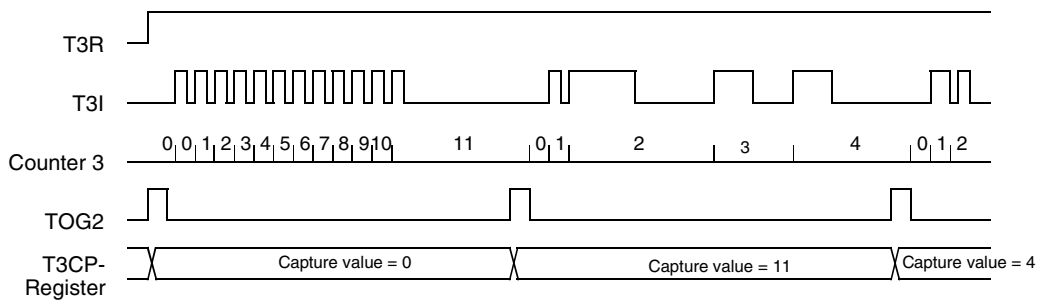 T3R
T3I
Counter 3 0 0 1 2 3 4 5 6 7 8 9 10 11 0 1 2 3 4 0 1 2
TOG2
T3CP-
Register
Capture value = 0 Capture value = 11 Capture value = 4